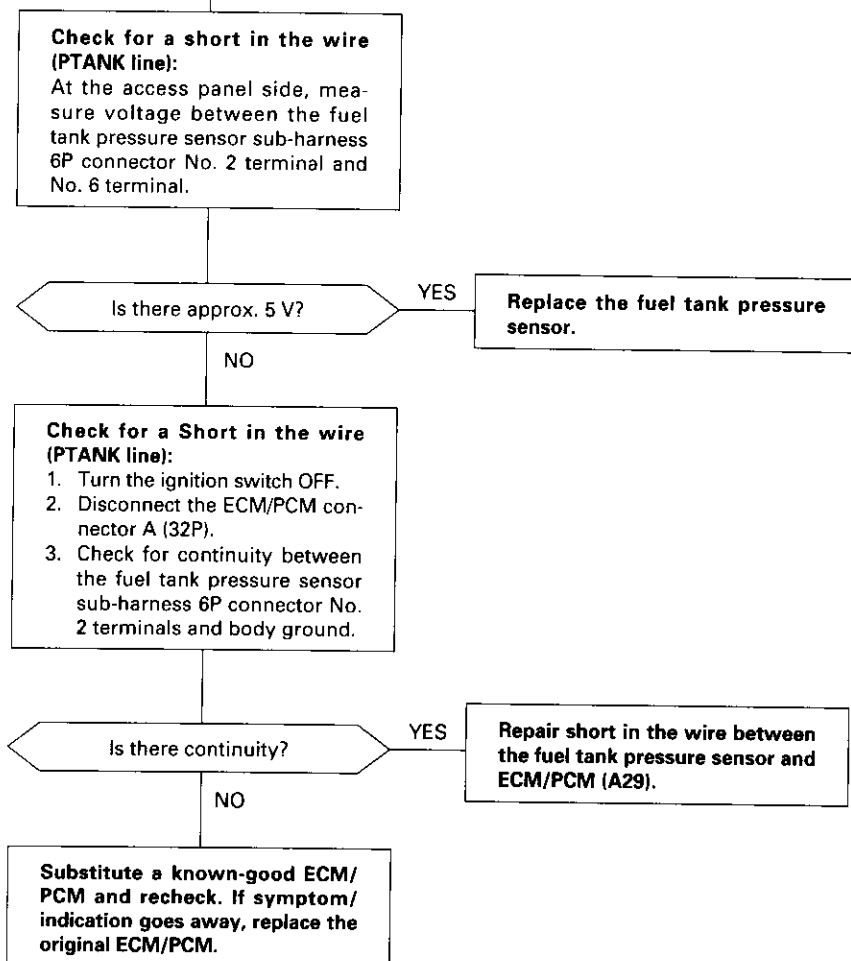 Check for a short in the wire
(PTANK line):
At the access panel side, mea-
sure voltage between the fuel
tank pressure sensor sub-harness
6P connector No. 2 terminal and
No. 6 terminal.
Is there approx. 5 V?
YES
Replace the fuel tank pressure
sensor.
NO
Check for a Short in the wire
(PTANK line):
1. Turn the ignition switch OFF.
2. Disconnect the ECM/PCM con-
nector A (32P).
3. Check for continuity between
the fuel tank pressure sensor
sub-harness 6P connector No.
2 terminals and body ground.
Is there continuity?
YES
Repair short in the wire between
the fuel tank pressure sensor and
ECM/PCM (A29).
NO
Substitute a known-good ECM/
PCM and recheck. If symptom/
indication goes away, replace the
original ECM/PCM.